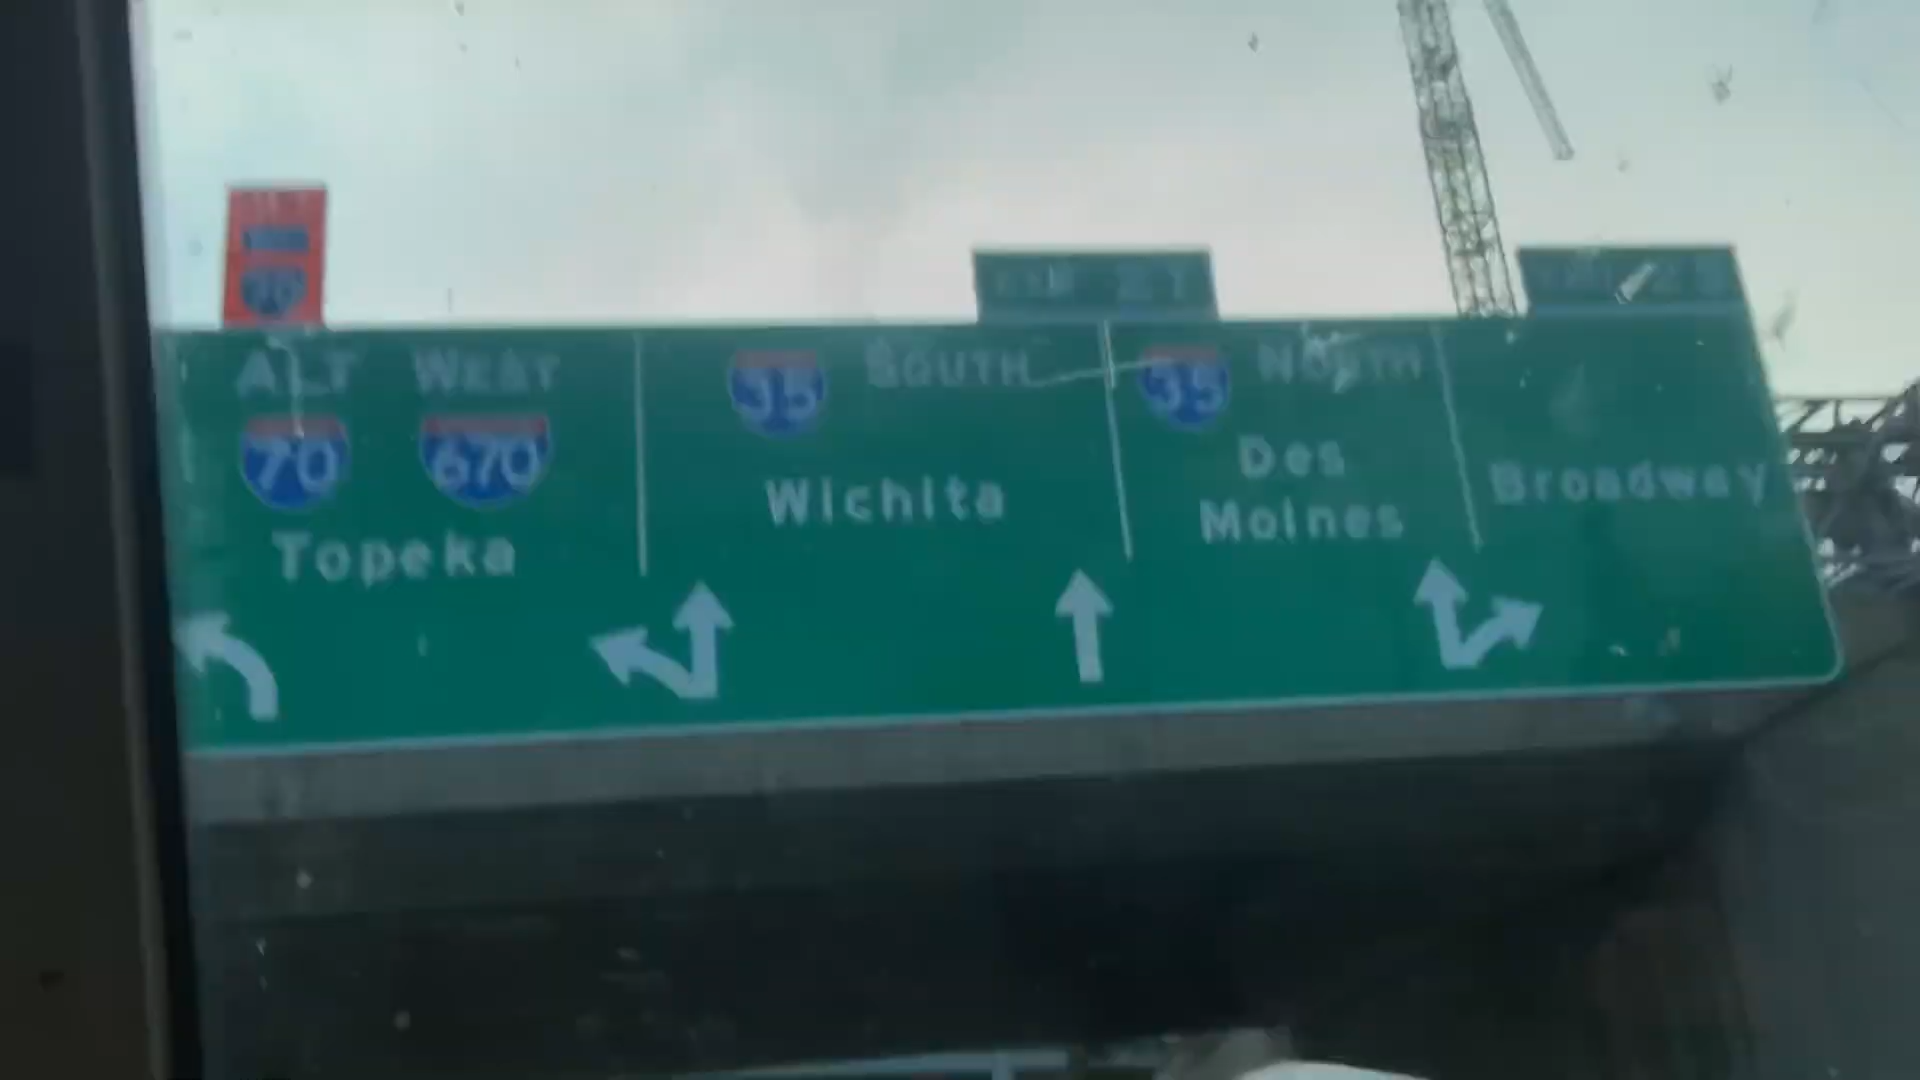 ALT WEST
70 670
Topeka
35 SOUTH
Wichita
35 NORTH
Des
Moines
Broadway